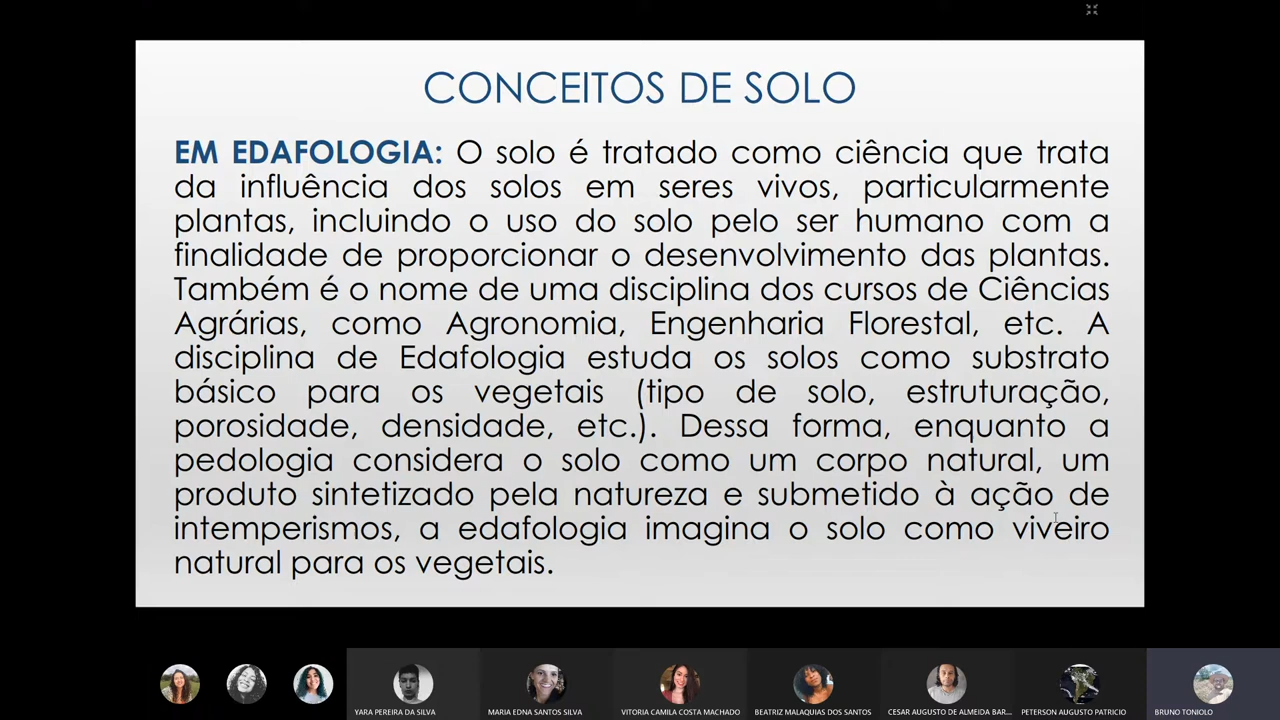 CONCEITOS DE SOLO
EM EDAFOLOGIA: O solo é tratado como ciência que trata
da influência dos solos em seres vivos, particularmente
plantas, incluindo o uso do solo pelo ser humano com a
finalidade de proporcionar o desenvolvimento das plantas.
Também é o nome de uma disciplina dos cursos de Ciências
Agrárias, como Agronomia, Engenharia Florestal, etc. A
disciplina de Edafologia estuda os solos como substrato
básico para os vegetais (tipo de solo, estruturação,
porosidade, densidade, etc.). Dessa forma, enquanto a
pedologia considera o solo como um corpo natural, um
produto sintetizado pela natureza e submetido à ação de
intemperismos, a edafologia imagina o solo como viveiro
natural para os vegetais.
YARA PEREIRA DA SILVA
MARIA EDNA SANTOS SILVA
VITORIA CAMILA COSTA MACHADO
BEATRIZ MALAQUIAS DOS SANTOS
CESAR AUGUSTO DE ALMEIDA BAR...
PETERSON AUGUSTO PATRICIO
BRUNO TONIOLO